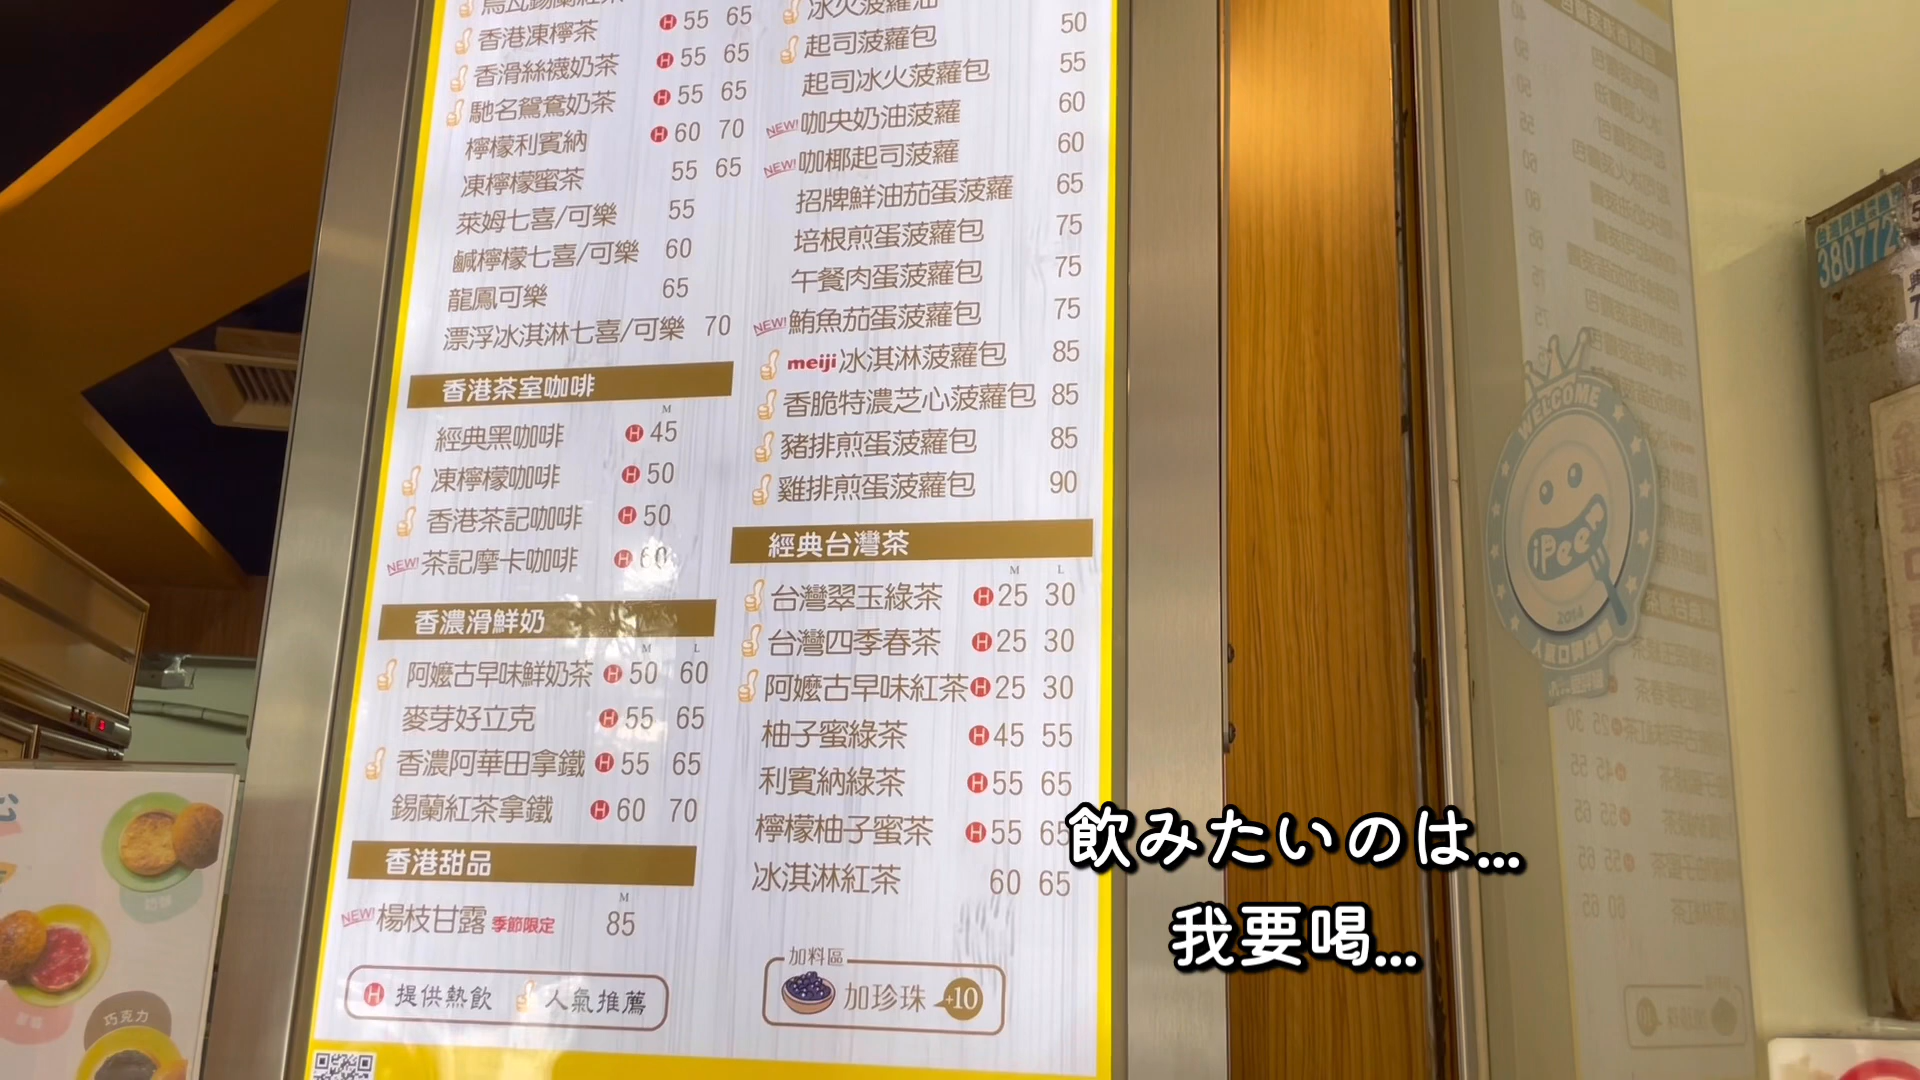 香港凍檸茶 H 55 65
香滑絲襪奶茶 H 55 65
馳名鴛鴦奶茶 H 55 65
檸檬利賓納 H 60 70
凍檸檬蜜茶 55 65
萊姆七喜/可樂 55
鹹檸檬七喜/可樂 60
龍鳳可樂 65
漂浮冰淇淋七喜/可樂 70
香港茶室咖啡
M
經典黑咖啡 H 45
凍檸檬咖啡 H 50
香港茶記咖啡 H 50
NEW! 茶記摩卡咖啡 H 60
香濃滑鮮奶
M L
阿嬤古早味鮮奶茶 H 50 60
麥芽好立克 H 55 65
香濃阿華田拿鐵 H 55 65
錫蘭紅茶拿鐵 H 60 70
香港甜品
M
NEW! 楊枝甘露 季節限定 85
H 提供熱飲 人氣推薦
冰火菠蘿油
起司菠蘿包 50
起司冰火菠蘿包 55
NEW! 咖央奶油菠蘿 60
NEW! 咖椰起司菠蘿 60
招牌鮮油茄蛋菠蘿 65
培根煎蛋菠蘿包 75
午餐肉蛋菠蘿包 75
NEW! 鮪魚茄蛋菠蘿包 75
meiji 冰淇淋菠蘿包 85
香脆特濃芝心菠蘿包 85
豬排煎蛋菠蘿包 85
雞排煎蛋菠蘿包 90
經典台灣茶
M L
台灣翠玉綠茶 H 25 30
台灣四季春茶 H 25 30
阿嬤古早味紅茶 H 25 30
柚子蜜綠茶 H 45 55
利賓納綠茶 H 55 65
檸檬柚子蜜茶 H 55 65
冰淇淋紅茶 60 65
加料區
加珍珠 +10
飲みたいのは...
我要喝...
WELCOME
iPee
2014
380772
巧克力